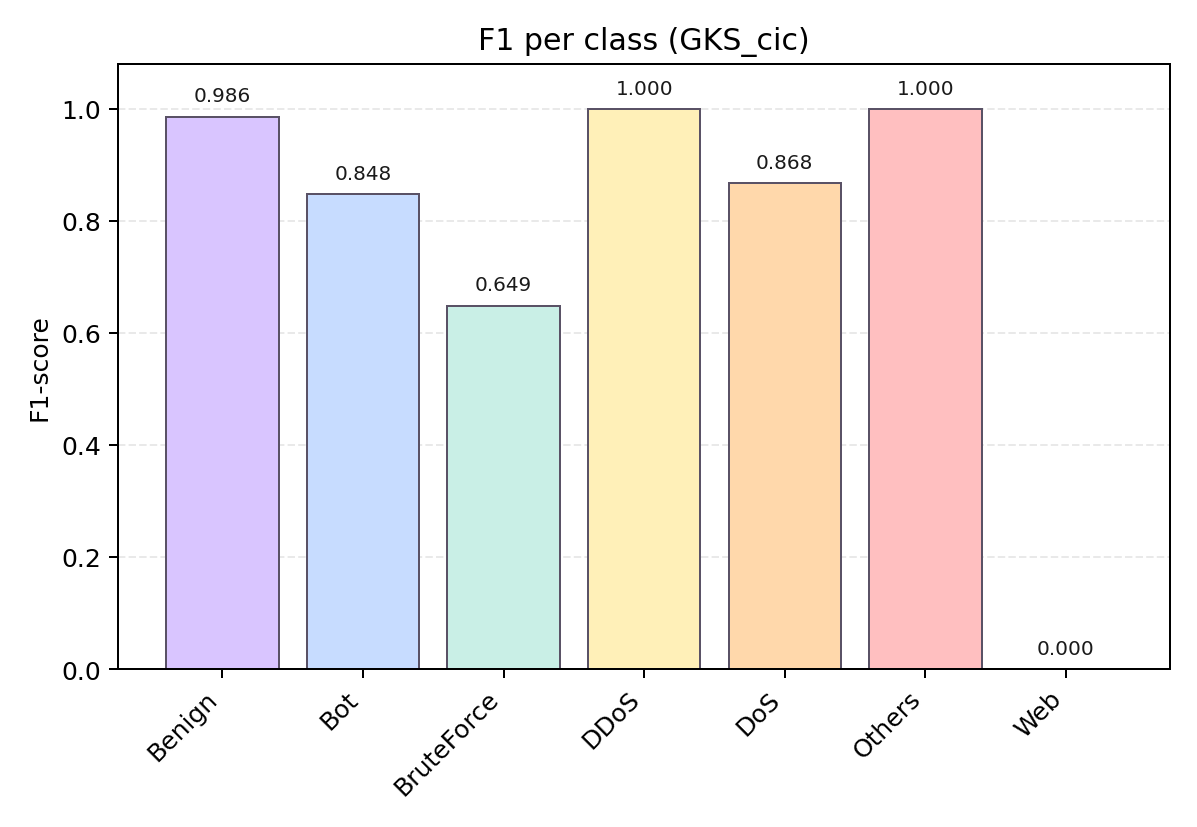 F1 per class (GKS_cic)
0.986
0.848
0.649
1.000
0.868
1.000
0.000
F1-score
1.0
0.8
0.6
0.4
0.2
0.0
Benign
Bot
BruteForce
DDoS
DoS
Others
Web